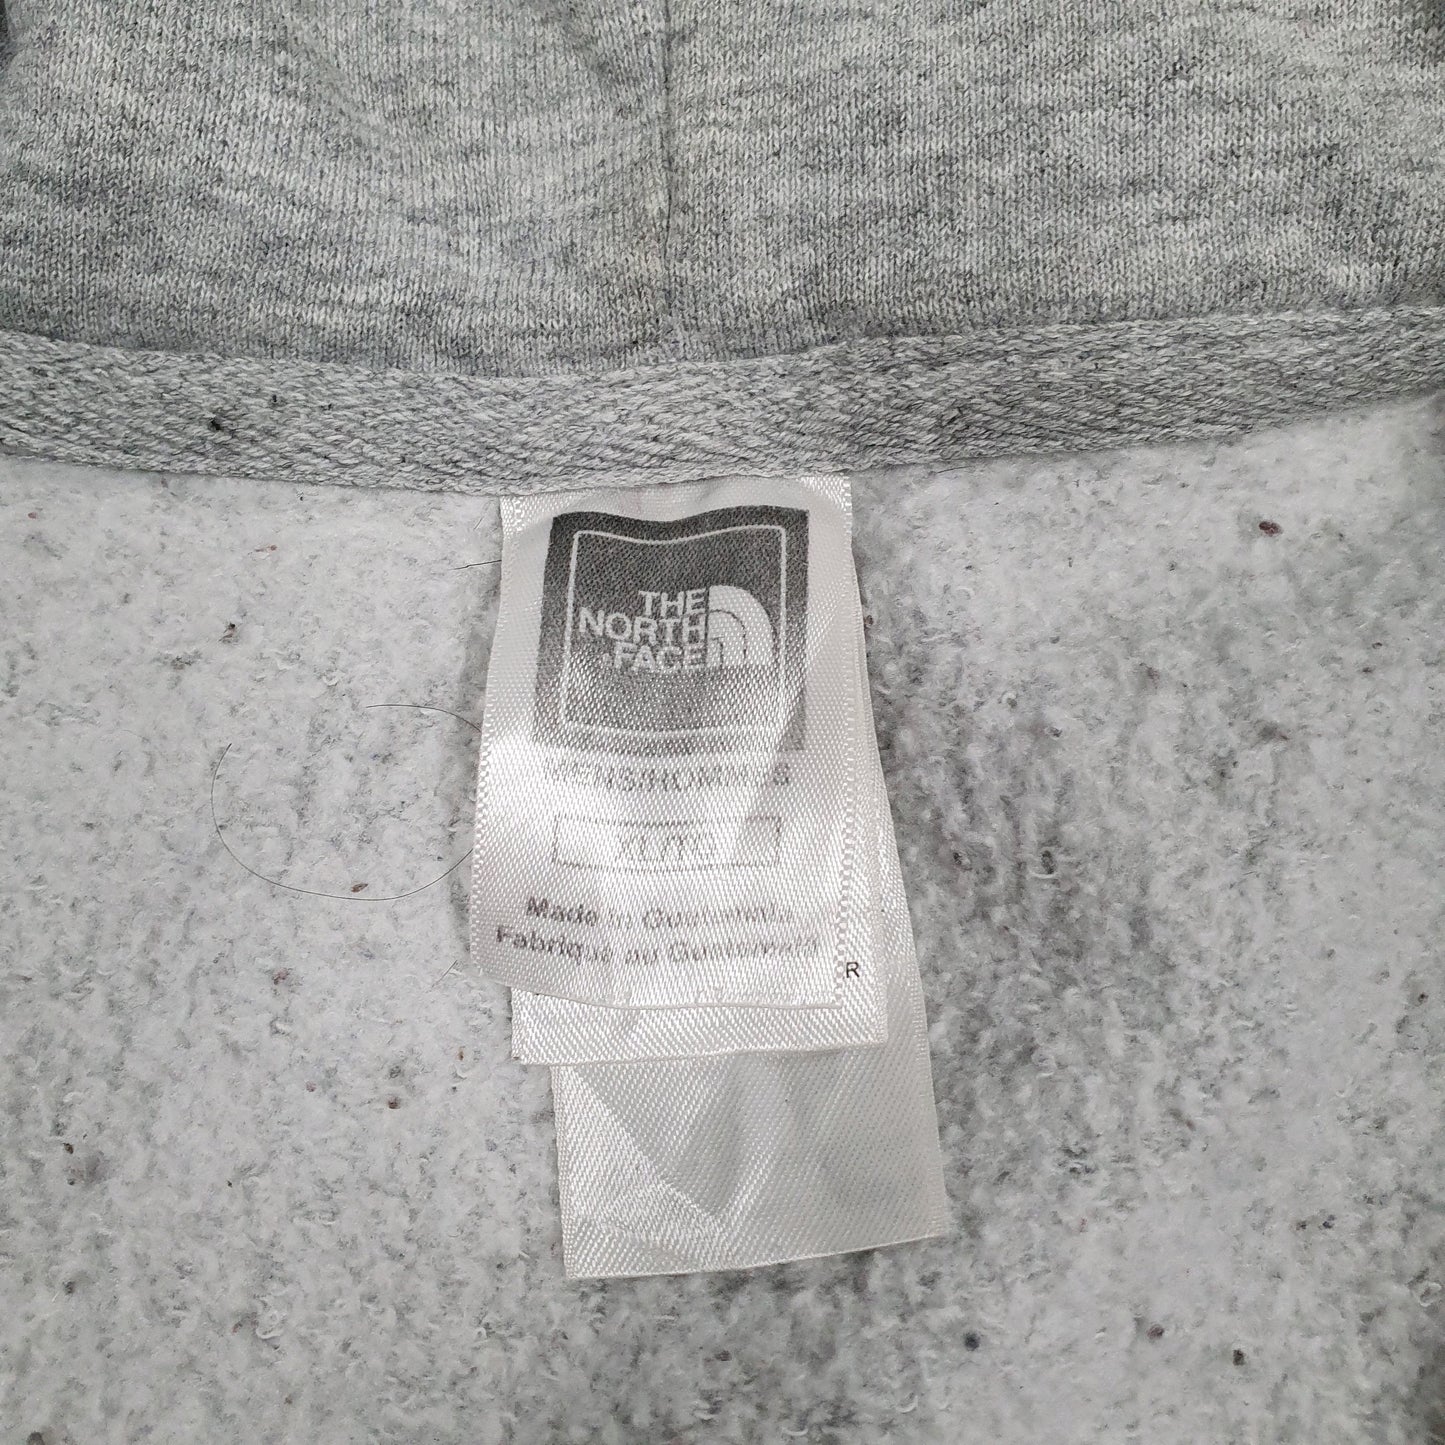 THE
NORTH
FACE
MENS/HOMMES
Made in Guatemala
Fabriqué au Guatemala
R